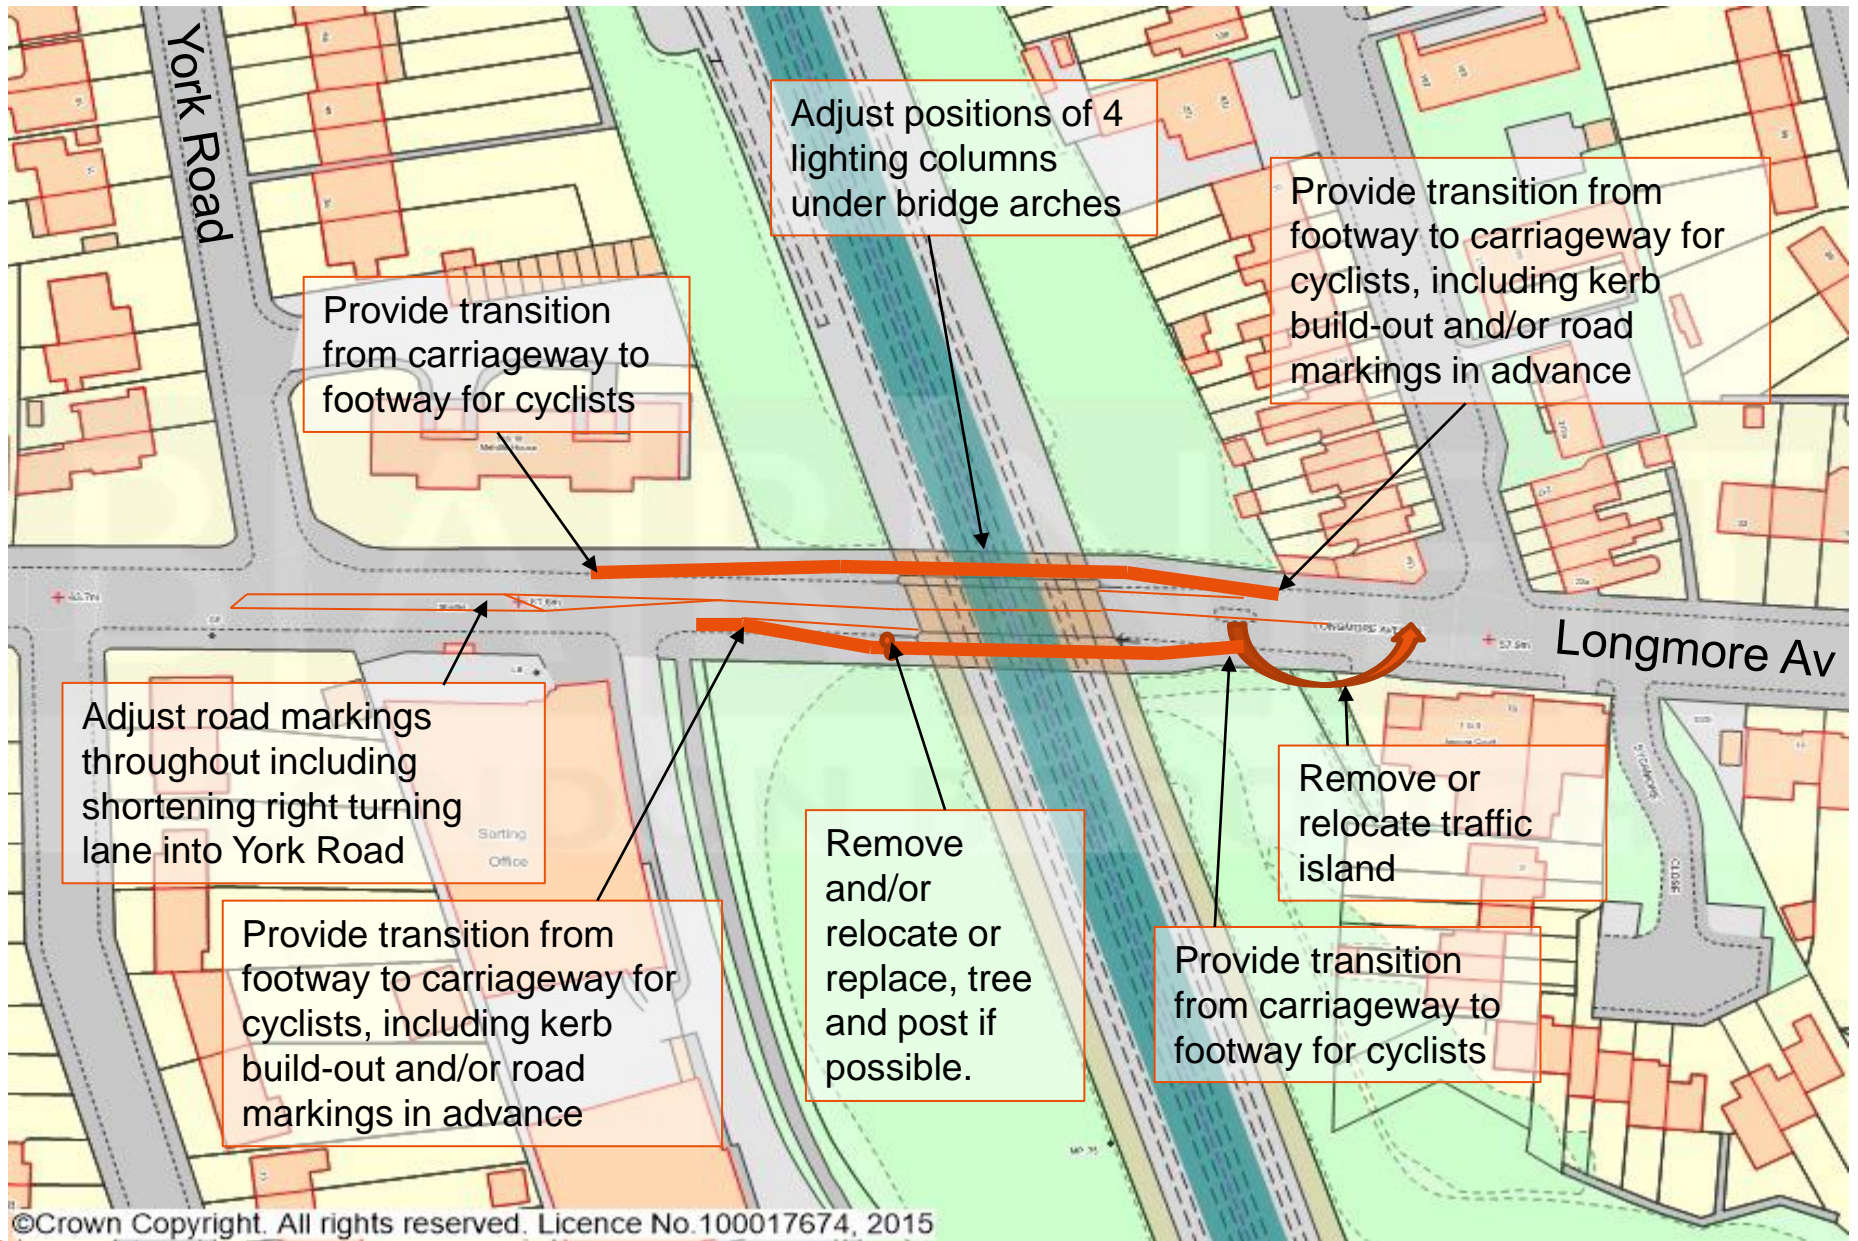 York Road
Adjust positions of 4
lighting columns
under bridge arches
Provide transition from
footway to carriageway for
cyclists, including kerb
build-out and/or road
markings in advance
Provide transition
from carriageway to
footway for cyclists
Longmore Av
Adjust road markings
throughout including
shortening right turning
lane into York Road
Sorting
Office
Remove or
relocate traffic
island
Remove
and/or
relocate or
replace, tree
and post if
possible.
Provide transition from
footway to carriageway for
cyclists, including kerb
build-out and/or road
markings in advance
Provide transition
from carriageway to
footway for cyclists
SYCAMORE
CLOSE
LB
©Crown Copyright. All rights reserved. Licence No.100017674, 2015